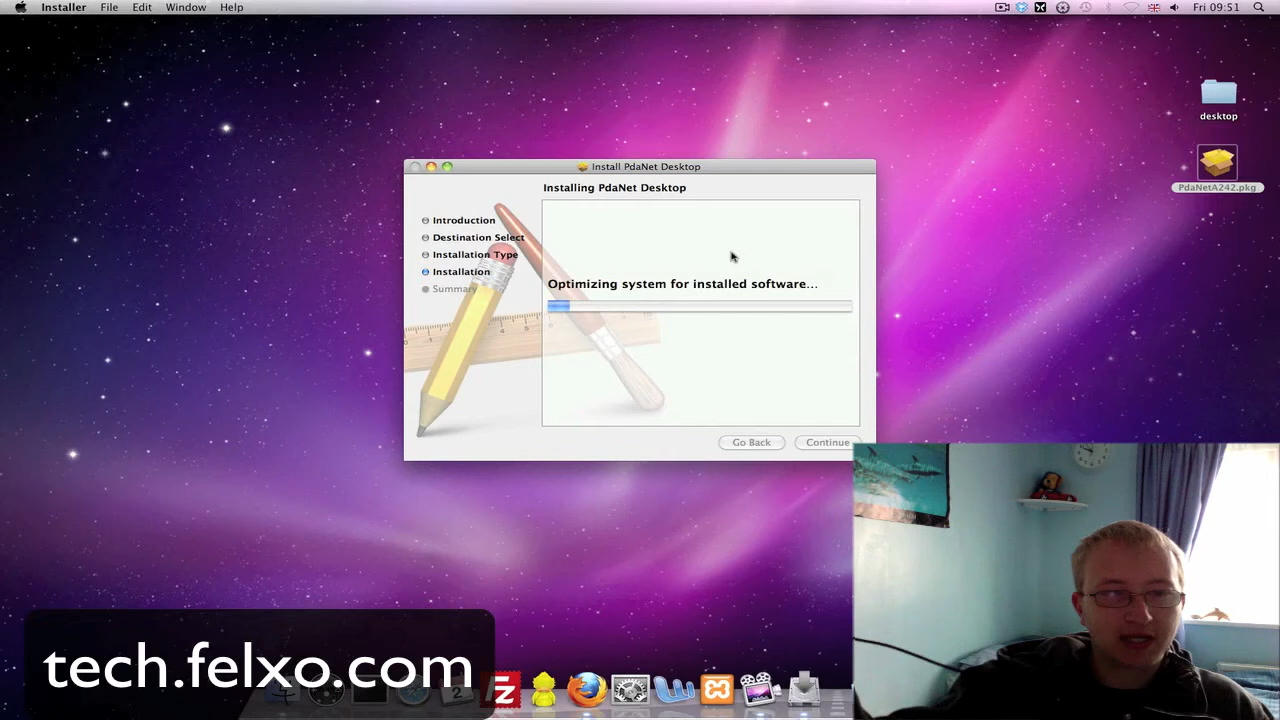 Installer File Edit Window Help Fri 09:51
desktop
PdaNetA242.pkg
Install PdaNet Desktop
Installing PdaNet Desktop
Introduction
Destination Select
Installation Type
Installation
Summary
Optimizing system for installed software...
Go Back Continue
tech.felxo.com